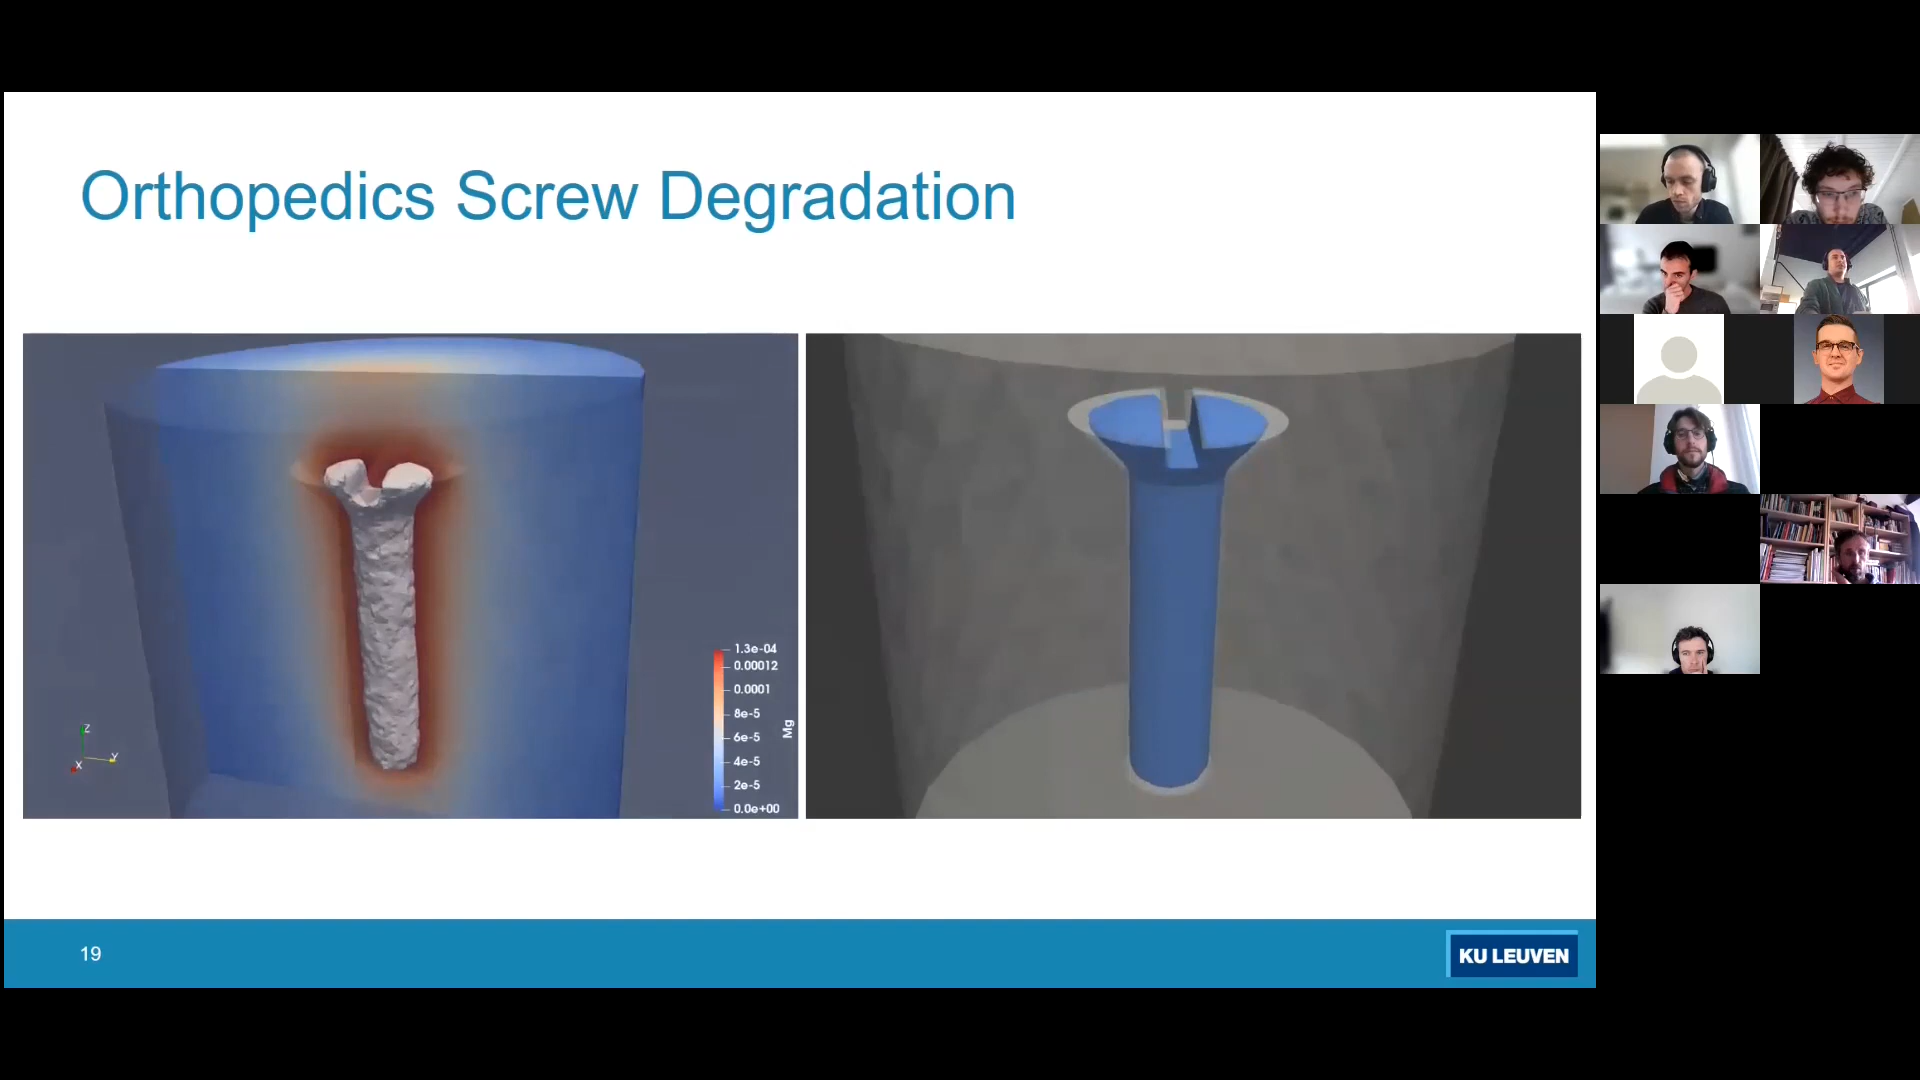 Orthopedics Screw Degradation
1.3e-04
0.00012
0.0001
8e-5
6e-5
4e-5
2e-5
0.0e+00
Mg
Z
Y
X
19
KU LEUVEN